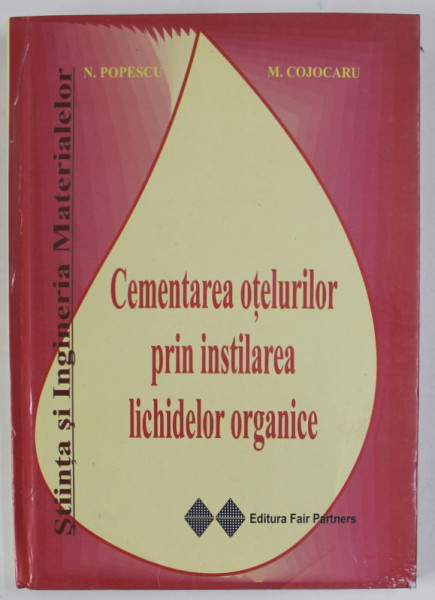 N. POPESCU
M. COJOCARU
Știința și Ingineria Materialelor
Cementarea oțelurilor
prin instilarea
lichidelor organice
Editura Fair Partners